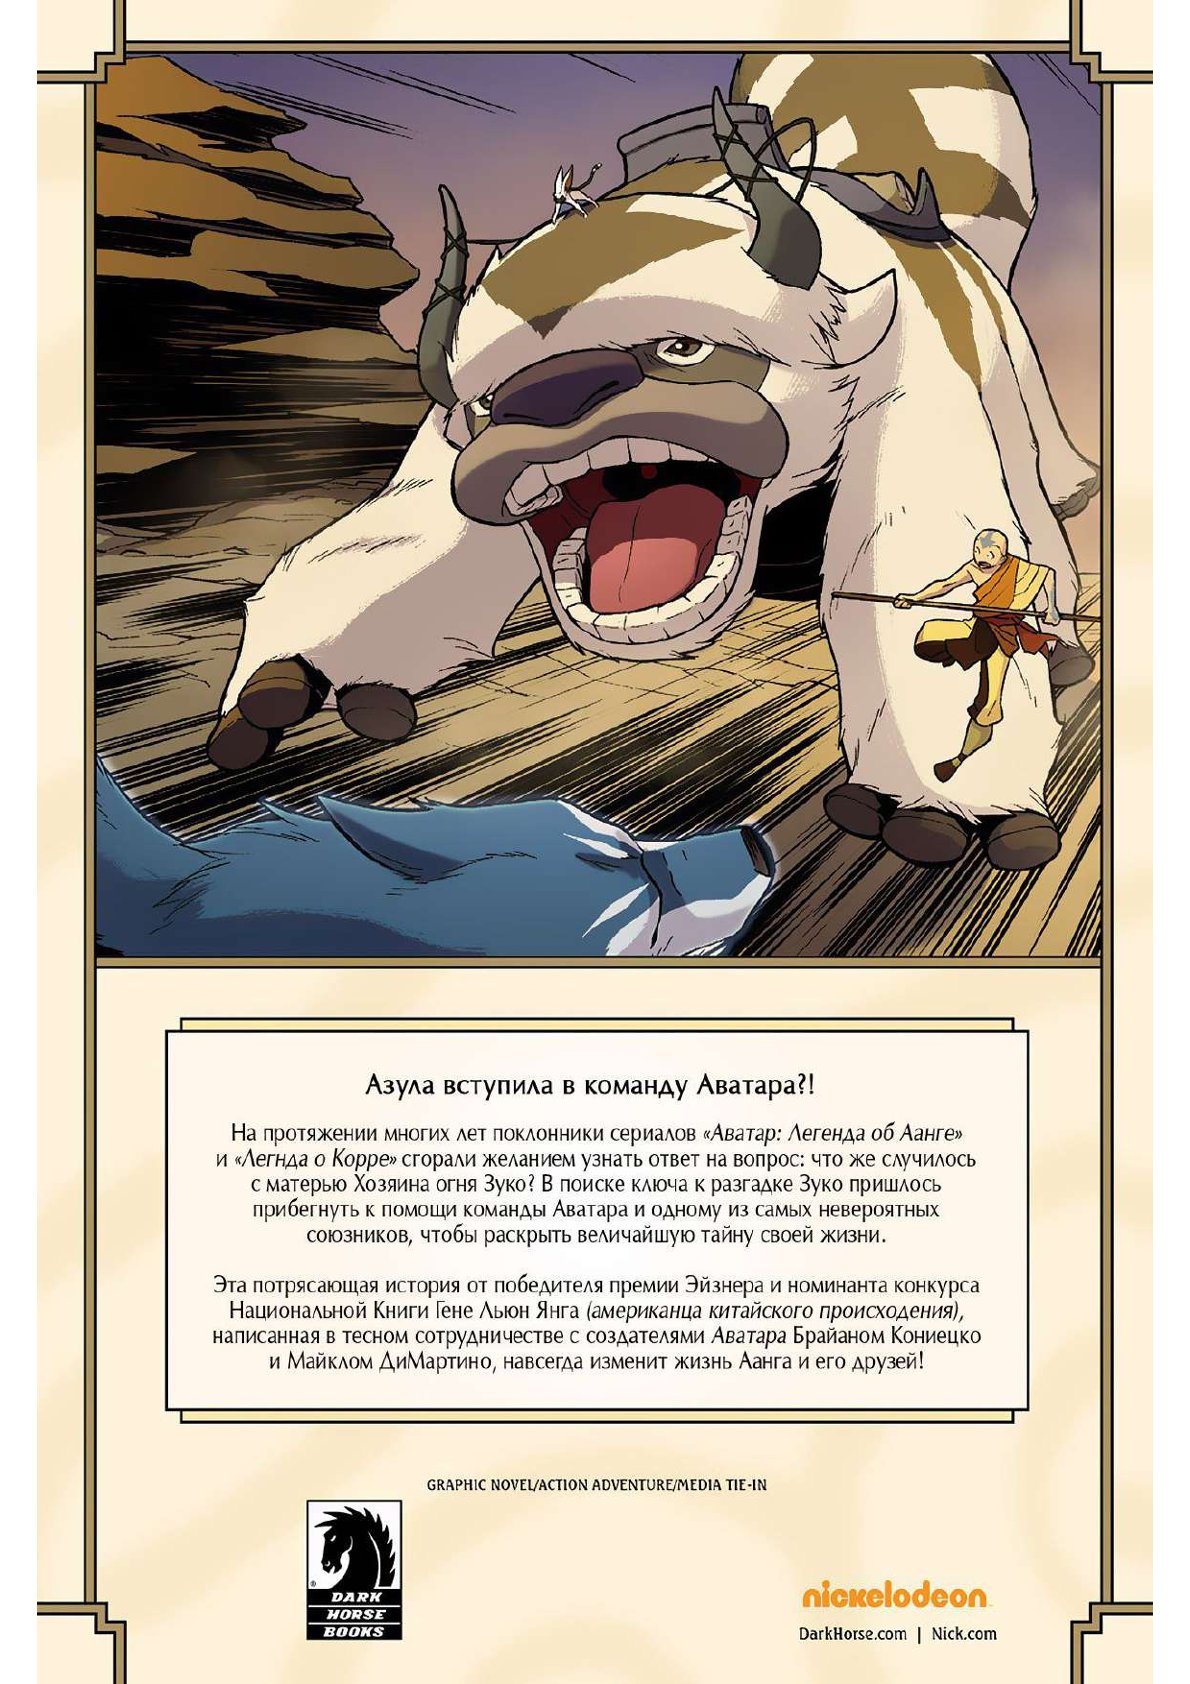 Азула вступила в команду Аватара?!
На протяжении многих лет поклонники сериалов «Аватар: Легенда об Аанге»
и «Легнда о Корре» сгорали желанием узнать ответ на вопрос: что же случилось
с матерью Хозяина огня Зуко? В поиске ключа к разгадке Зуко пришлось
прибегнуть к помощи команды Аватара и одному из самых невероятных
союзников, чтобы раскрыть величайшую тайну своей жизни.
Эта потрясающая история от победителя премии Эйзнера и номинанта конкурса
Национальной Книги Гене Льюн Янга (американца китайского происходения),
написанная в тесном сотрудничестве с создателями Аватара Брайаном Кониецко
и Майклом ДиМартино, навсегда изменит жизнь Аанга и его друзей!
GRAPHIC NOVEL/ACTION ADVENTURE/MEDIA TIE-IN
®
DARK
HORSE
BOOKS
nickelodeon
DarkHorse.com | Nick.com